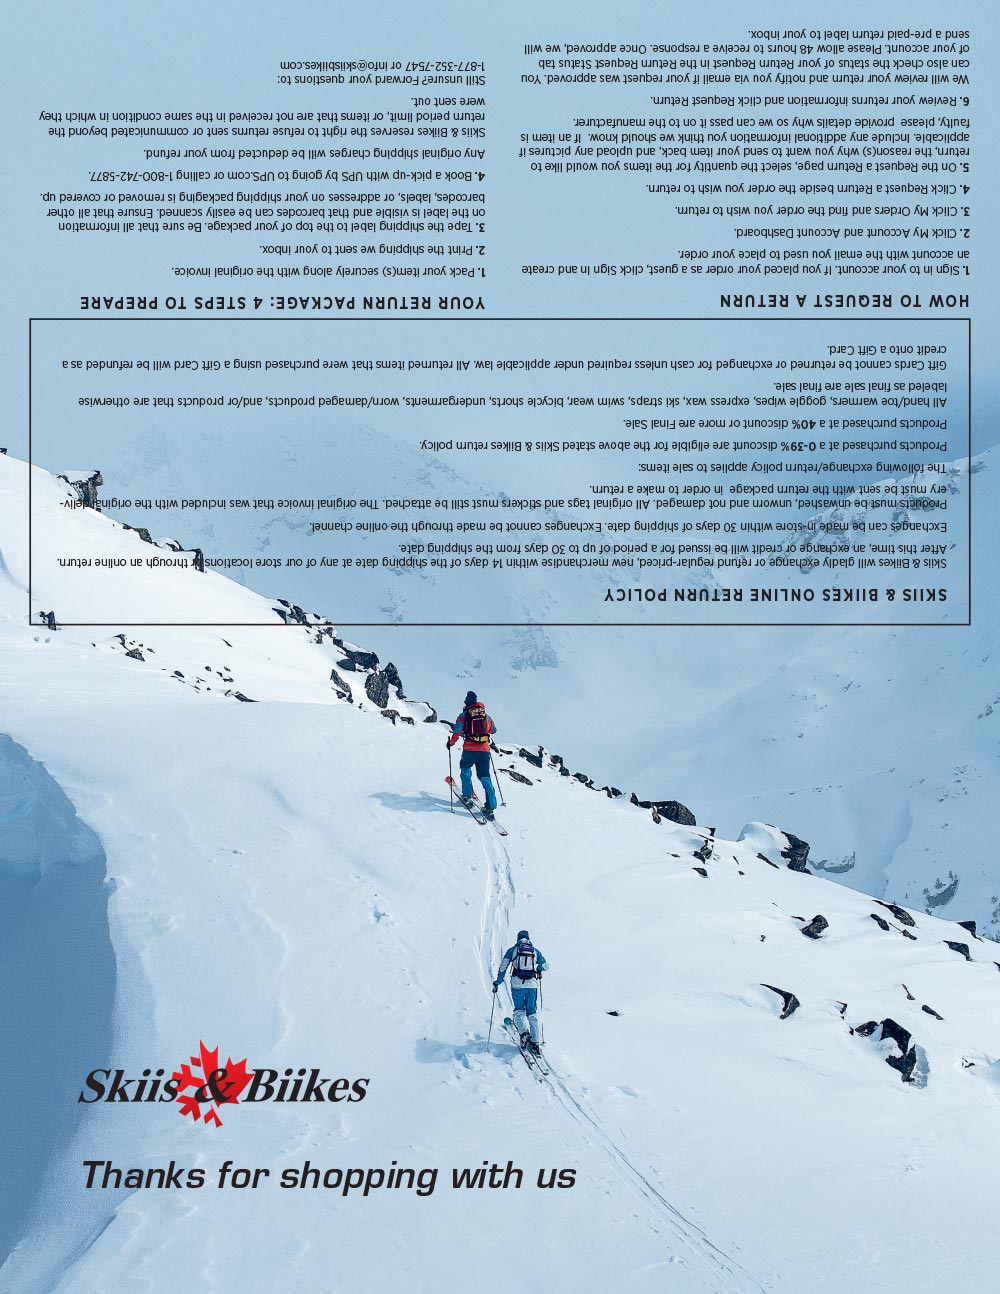 SKIIS & BIIKES ONLINE RETURN POLICY
Skiis & Biikes will gladly exchange or refund regular-priced, new merchandise within 14 days of the shipping date at any of our store locations or through an online return.
After this time, an exchange or credit will be issued for a period of up to 30 days from the shipping date.
Exchanges can be made in-store within 30 days of shipping date. Exchanges cannot be made through the online channel.
Products must be unwashed, unworn and not damaged. All original tags and stickers must still be attached. The original invoice that was included with the original deliv-
ery must be sent with the return package in order to make a return.
The following exchange/return policy applies to sale items:
Products purchased at a 0-39% discount are eligible for the above stated Skiis & Biikes return policy.
Products purchased at a 40% discount or more are Final Sale.
All hand/toe warmers, goggle wipes, express wax, ski straps, swim wear, bicycle shorts, undergarments, worn/damaged products, and/or products that are otherwise
labeled as final sale are final sale.
Gift Cards cannot be returned or exchanged for cash unless required under applicable law. All returned items that were purchased using a Gift Card will be refunded as a
credit onto a Gift Card.
HOW TO REQUEST A RETURN
1. Sign in to your account. If you placed your order as a guest, click Sign In and create
an account with the email you used to place your order.
2. Click My Account and Account Dashboard.
3. Click My Orders and find the order you wish to return.
4. Click Request a Return beside the order you wish to return.
5. On the Request a Return page, select the quantity for the items you would like to
return, the reason(s) why you want to send your item back, and upload any pictures if
applicable. Include any additional information you think we should know. If an item is
faulty, please provide details why so we can pass it on to the manufacturer.
6. Review your returns information and click Request Return.
We will review your return and notify you via email if your request was approved. You
can also check the status of your Return Request in the Return Request Status tab
of your account. Please allow 48 hours to receive a response. Once approved, we will
send a pre-paid return label to your inbox.
YOUR RETURN PACKAGE: 4 STEPS TO PREPARE
1. Pack your item(s) securely along with the original invoice.
2. Print the shipping we sent to your inbox.
3. Tape the shipping label to the top of your package. Be sure that all information
on the label is visible and that barcodes can be easily scanned. Ensure that all other
barcodes, labels, or addresses on your shipping packaging is removed or covered up.
4. Book a pick-up with UPS by going to UPS.com or calling 1-800-742-5877.
Any original shipping charges will be deducted from your refund.
Skiis & Biikes reserves the right to refuse returns sent or communicated beyond the
return period limit, or items that are not received in the same condition in which they
were sent out.
Still unsure? Forward your questions to:
1-877-352-7547 or info@skiisbiikes.com
Skiis & Biikes
Thanks for shopping with us